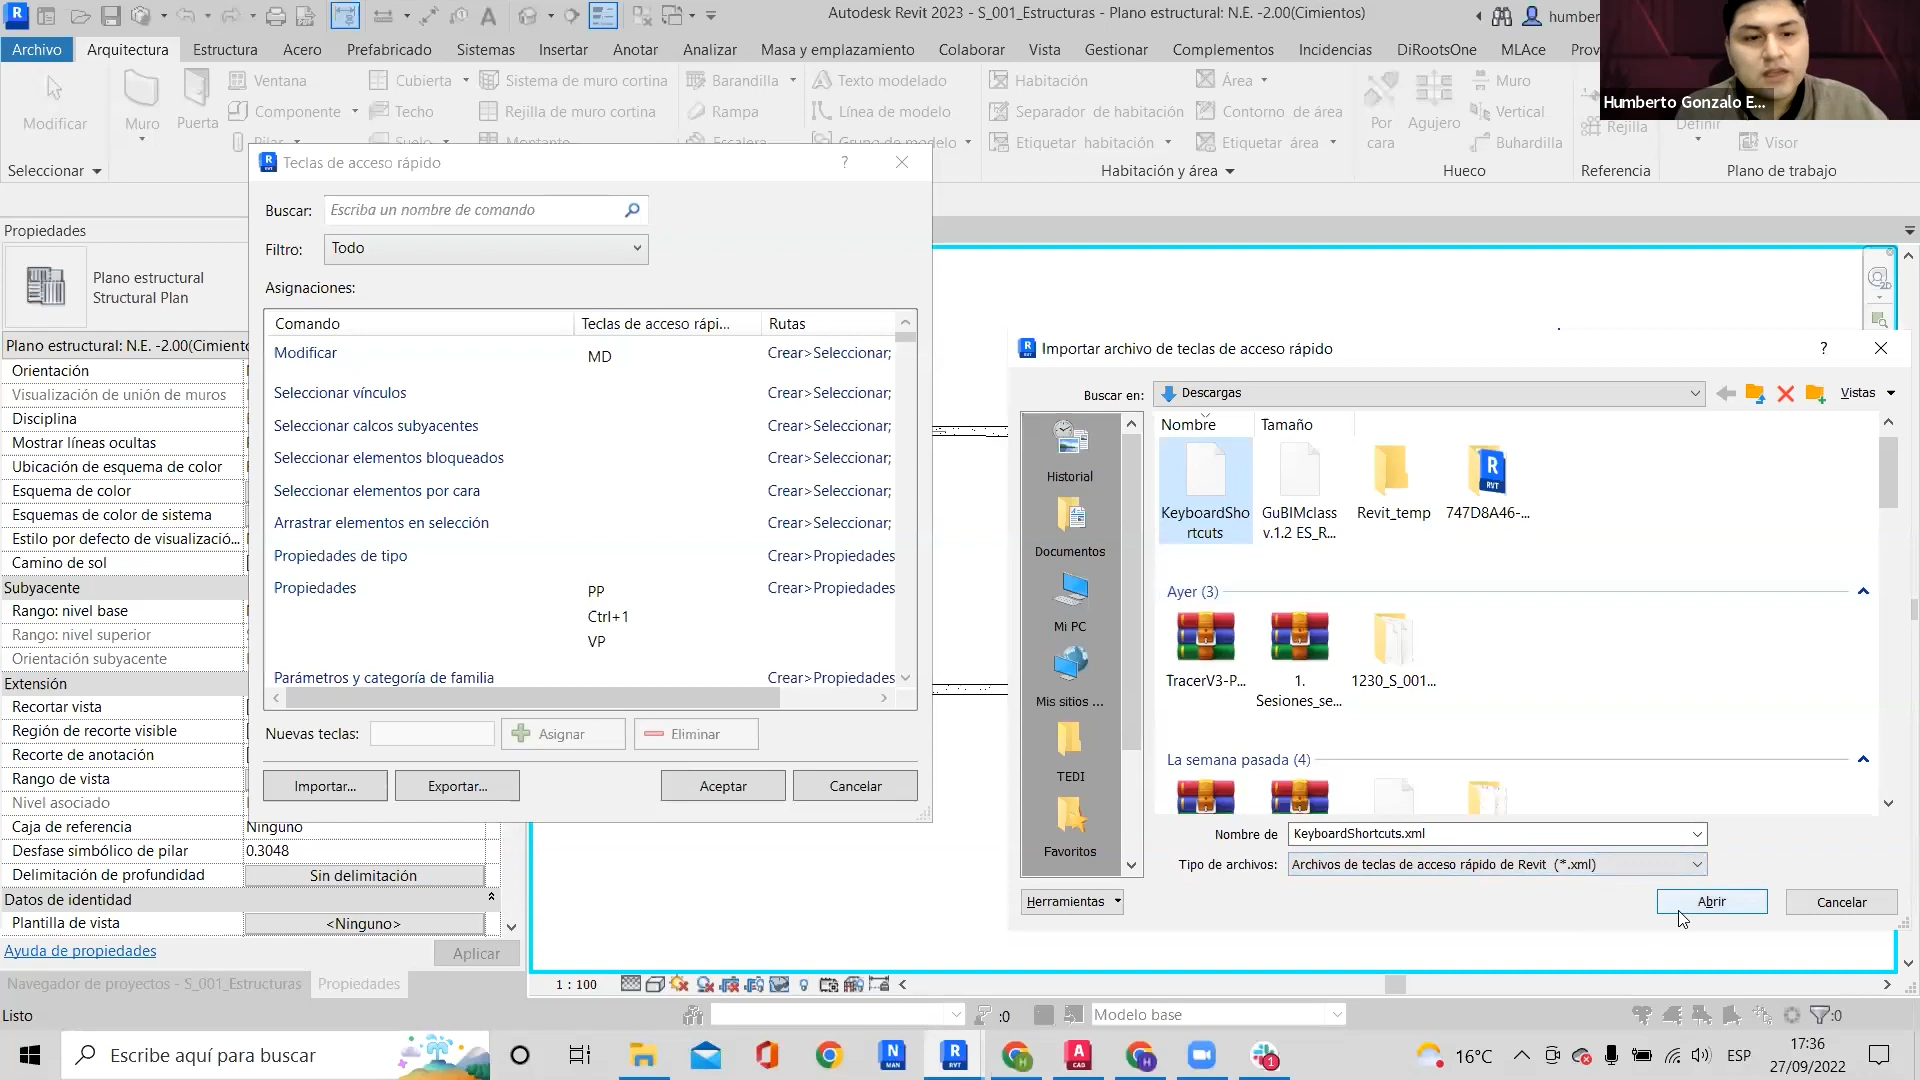 Autodesk Revit 2023 - S_001_Estructuras - Plano estructural: N.E. -2.00(Cimientos)
Archivo Arquitectura Estructura Acero Prefabricado Sistemas Insertar Anotar Analizar Masa y emplazamiento Colaborar Vista Gestionar Complementos Incidencias DiRootsOne MLAce
Ventana Cubierta Sistema de muro cortina Barandilla Texto modelado Habitación Área Muro
Componente Techo Rejilla de muro cortina Rampa Línea de modelo Separador de habitación Contorno de área Vertical
Modificar Muro Puerta Por cara Agujero
Etiquetar habitación Etiquetar área Buhardilla Rejilla Visor
Humberto Gonzalo E...
Seleccionar Habitación y área Hueco Referencia Plano de trabajo
Propiedades
Plano estructural
Structural Plan
Plano estructural: N.E. -2.00(Cimiento
Orientación
Visualización de unión de muros
Disciplina
Mostrar líneas ocultas
Ubicación de esquema de color
Esquema de color
Esquemas de color de sistema
Estilo por defecto de visualizació...
Camino de sol
Subyacente
Rango: nivel base
Rango: nivel superior
Orientación subyacente
Extensión
Recortar vista
Región de recorte visible
Recorte de anotación
Rango de vista
Nivel asociado
Caja de referencia Ninguno
Desfase simbólico de pilar 0.3048
Delimitación de profundidad Sin delimitación
Datos de identidad
Plantilla de vista <Ninguno>
Ayuda de propiedades Aplicar
Navegador de proyectos - S_001_Estructuras Propiedades
Teclas de acceso rápido ?
Buscar: Escriba un nombre de comando
Filtro: Todo
Asignaciones:
Comando Teclas de acceso rápi... Rutas
Modificar MD Crear>Seleccionar;
Seleccionar vínculos Crear>Seleccionar;
Seleccionar calcos subyacentes Crear>Seleccionar;
Seleccionar elementos bloqueados Crear>Seleccionar;
Seleccionar elementos por cara Crear>Seleccionar;
Arrastrar elementos en selección Crear>Seleccionar;
Propiedades de tipo Crear>Propiedades
Propiedades PP Crear>Propiedades
Ctrl+1
VP
Parámetros y categoría de familia Crear>Propiedades
Nuevas teclas: Asignar Eliminar
Importar... Exportar... Aceptar Cancelar
Importar archivo de teclas de acceso rápido ?
Buscar en: Descargas Vistas
Nombre Tamaño
KeyboardSho
rtcuts
GuBIMclass
v.1.2 ES_R...
Revit_temp
747D8A46-...
Ayer (3)
TracerV3-P...
1.
Sesiones_se...
1230_S_001...
La semana pasada (4)
Historial
Documentos
Mi PC
Mis sitios ...
TEDI
Favoritos
Nombre de KeyboardShortcuts.xml
Tipo de archivos: Archivos de teclas de acceso rápido de Revit (*.xml)
Herramientas Abrir Cancelar
1 : 100
Listo :0 Modelo base :0
Escribe aquí para buscar 16°C ESP 17:36
27/09/2022